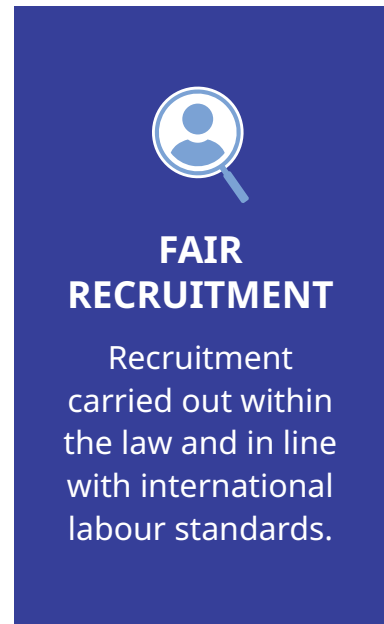 FAIR
RECRUITMENT
Recruitment
carried out within
the law and in line
with international
labour standards.